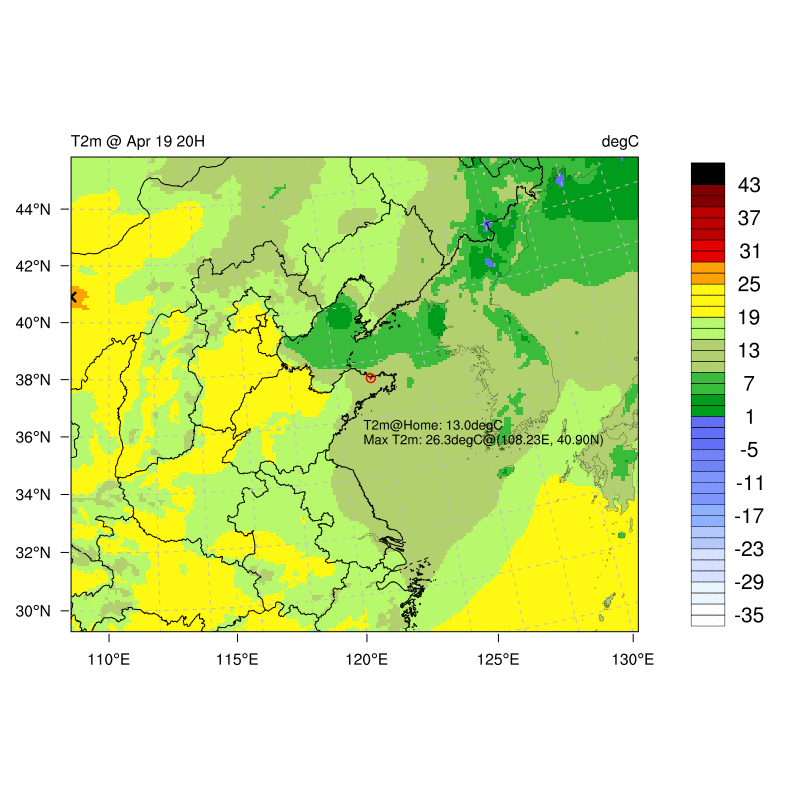 T2m @ Apr 19 20H degC
43
44°N
37
31
42°N
25
40°N
19
13
38°N
7
T2m@Home: 13.0degC
1
36°N
Max T2m: 26.3degC@(108.23E, 40.90N)
-5
-11
34°N
-17
32°N
-23
-29
30°N
-35
110°E 115°E 120°E 125°E 130°E